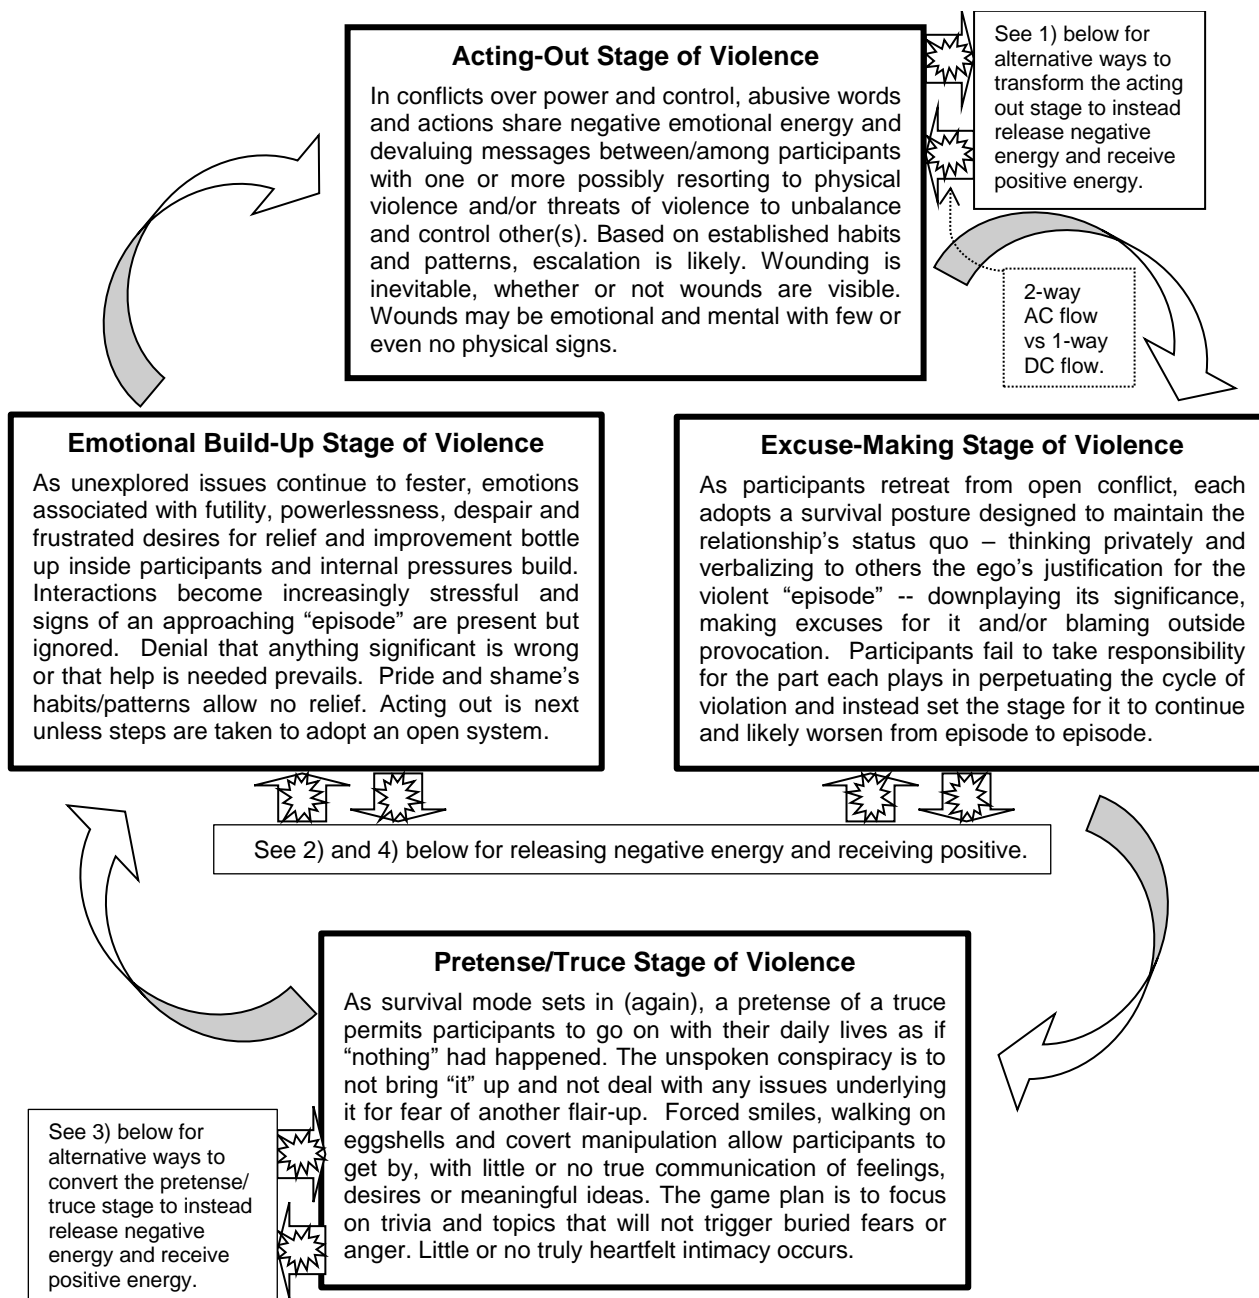 Acting-Out Stage of Violence
In conflicts over power and control, abusive words
and actions share negative emotional energy and
devaluing messages between/among participants
with one or more possibly resorting to physical
violence and/or threats of violence to unbalance
and control other(s). Based on established habits
and patterns, escalation is likely. Wounding is
inevitable, whether or not wounds are visible.
Wounds may be emotional and mental with few or
even no physical signs.
See 1) below for
alternative ways to
transform the acting
out stage to instead
release negative
energy and receive
positive energy.
2-way
AC flow
vs 1-way
DC flow.
Emotional Build-Up Stage of Violence
As unexplored issues continue to fester, emotions
associated with futility, powerlessness, despair and
frustrated desires for relief and improvement bottle
up inside participants and internal pressures build.
Interactions become increasingly stressful and
signs of an approaching “episode” are present but
ignored. Denial that anything significant is wrong
or that help is needed prevails. Pride and shame’s
habits/patterns allow no relief. Acting out is next
unless steps are taken to adopt an open system.
Excuse-Making Stage of Violence
As participants retreat from open conflict, each
adopts a survival posture designed to maintain the
relationship’s status quo – thinking privately and
verbalizing to others the ego’s justification for the
violent “episode” -- downplaying its significance,
making excuses for it and/or blaming outside
provocation. Participants fail to take responsibility
for the part each plays in perpetuating the cycle of
violation and instead set the stage for it to continue
and likely worsen from episode to episode.
See 2) and 4) below for releasing negative energy and receiving positive.
Pretense/Truce Stage of Violence
As survival mode sets in (again), a pretense of a truce
permits participants to go on with their daily lives as if
“nothing” had happened. The unspoken conspiracy is to
not bring “it” up and not deal with any issues underlying
it for fear of another flair-up. Forced smiles, walking on
eggshells and covert manipulation allow participants to
get by, with little or no true communication of feelings,
desires or meaningful ideas. The game plan is to focus
on trivia and topics that will not trigger buried fears or
anger. Little or no truly heartfelt intimacy occurs.
See 3) below for
alternative ways to
convert the pretense/
truce stage to instead
release negative
energy and receive
positive energy.